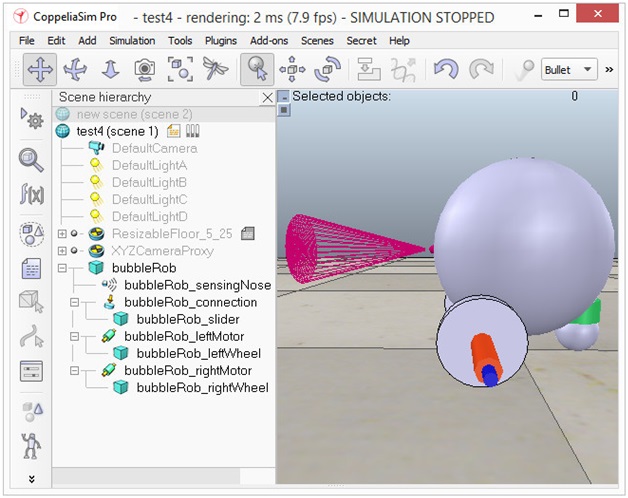 CoppeliaSim Pro - test4 - rendering: 2 ms (7.9 fps) - SIMULATION STOPPED
File Edit Add Simulation Tools Plugins Add-ons Scenes Secret Help
Bullet »
Scene hierarchy
Selected objects: 0
new scene (scene 2)
test4 (scene 1)
DefaultCamera
DefaultLightA
DefaultLightB
DefaultLightC
DefaultLightD
ResizableFloor_5_25
XYZCameraProxy
bubbleRob
bubbleRob_sensingNose
bubbleRob_connection
bubbleRob_slider
bubbleRob_leftMotor
bubbleRob_leftWheel
bubbleRob_rightMotor
bubbleRob_rightWheel
f(x)